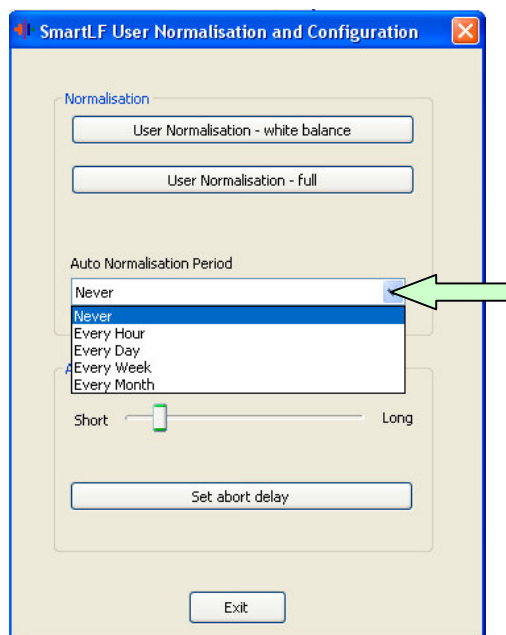 SmartLF User Normalisation and Configuration
Normalisation
User Normalisation - white balance
User Normalisation - full
Auto Normalisation Period
Never
Never
Every Hour
Every Day
Every Week
Every Month
Short Long
Set abort delay
Exit